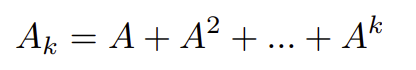 $A_k = A + A^2 + ... + A^k$